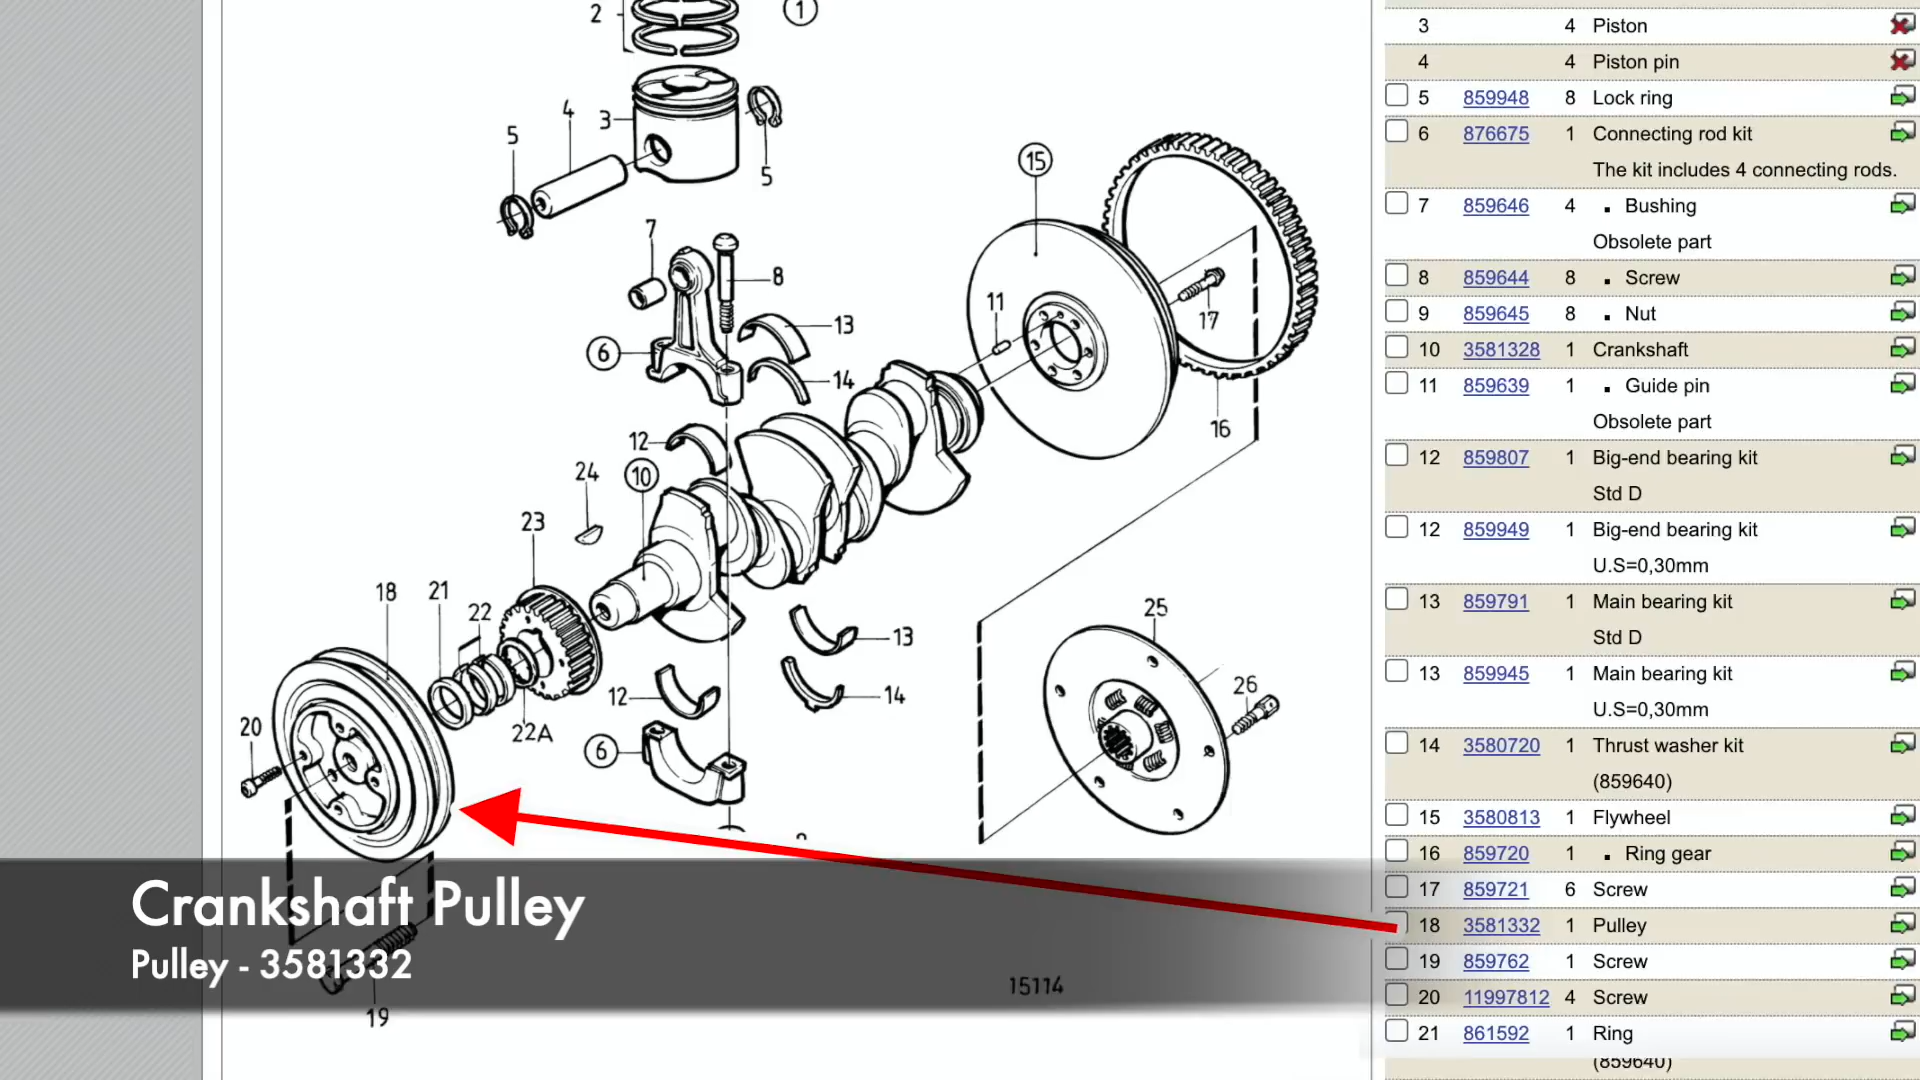 2
1
4
3
5
5
15
7
8
11
17
13
6
14
16
12
24
10
23
18
21
22
13
25
12
14
26
22A
20
6
15114
19
Crankshaft Pulley
Pulley - 3581332
3 4 Piston
4 4 Piston pin
5 859948 8 Lock ring
6 876675 1 Connecting rod kit
The kit includes 4 connecting rods.
7 859646 4 ▪ Bushing
Obsolete part
8 859644 8 ▪ Screw
9 859645 8 ▪ Nut
10 3581328 1 Crankshaft
11 859639 1 ▪ Guide pin
Obsolete part
12 859807 1 Big-end bearing kit
Std D
12 859949 1 Big-end bearing kit
U.S=0,30mm
13 859791 1 Main bearing kit
Std D
13 859945 1 Main bearing kit
U.S=0,30mm
14 3580720 1 Thrust washer kit
(859640)
15 3580813 1 Flywheel
16 859720 1 ▪ Ring gear
17 859721 6 Screw
18 3581332 1 Pulley
19 859762 1 Screw
20 11997812 4 Screw
21 861592 1 Ring
(859640)